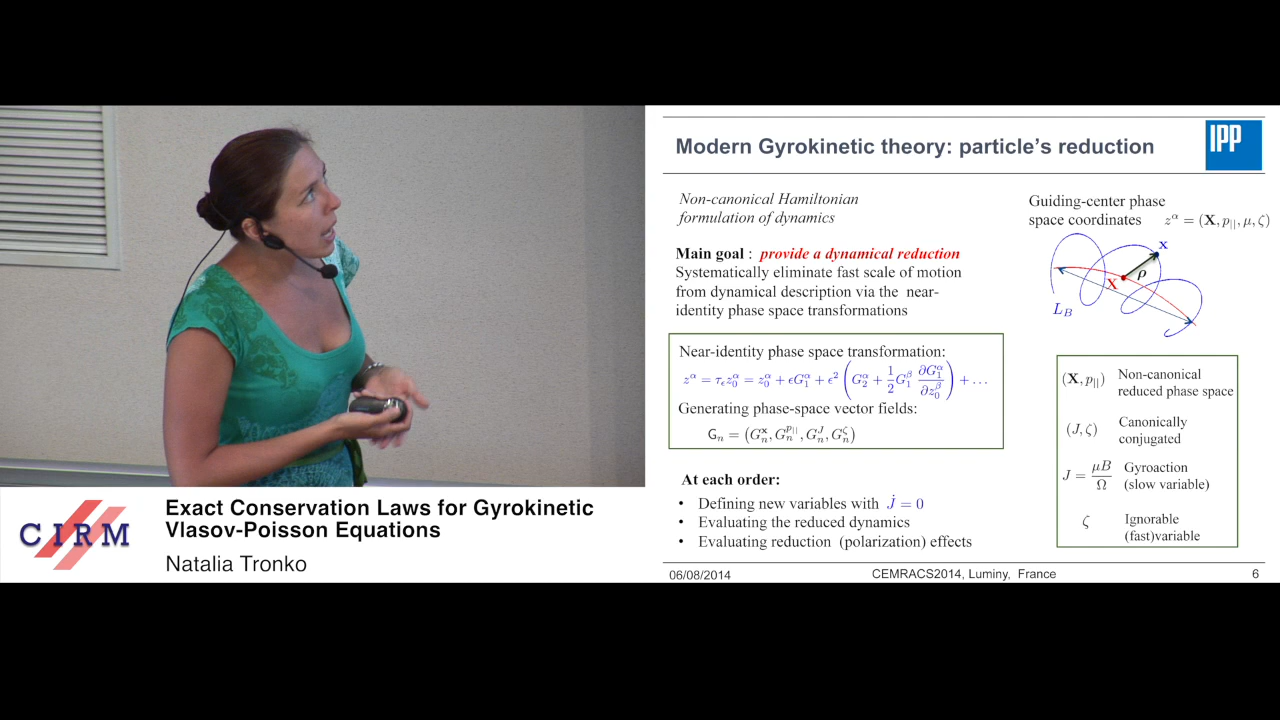 Modern Gyrokinetic theory: particle's reduction
IPP
Non-canonical Hamiltonian
formulation of dynamics
Main goal : provide a dynamical reduction
Systematically eliminate fast scale of motion
from dynamical description via the near-
identity phase space transformations
Guiding-center phase
space coordinates z^α = (X, p_||, μ, ζ)
x
ρ
X
L_B
Near-identity phase space transformation:
z^α = τ_ϵ z_0^α = z_0^α + ϵG_1^α + ϵ^2 (G_2^α + 1/2 G_1^β ∂G_1^α/∂z_0^β) + …
Generating phase-space vector fields:
G_n = (G_n^x, G_n^{p_||}, G_n^J, G_n^ζ)
At each order:
• Defining new variables with J̇ = 0
• Evaluating the reduced dynamics
• Evaluating reduction (polarization) effects
(X, p_||) Non-canonical
reduced phase space
(J, ζ) Canonically
conjugated
J = μB/Ω Gyroaction
(slow variable)
ζ Ignorable
(fast)variable
06/08/2014 CEMRACS2014, Luminy, France 6
CIRM
Exact Conservation Laws for Gyrokinetic
Vlasov-Poisson Equations
Natalia Tronko